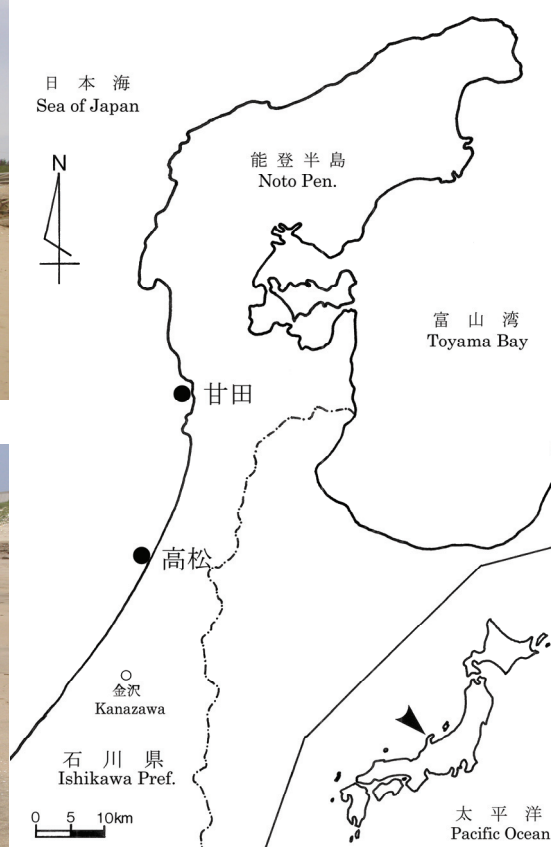 日本海
Sea of Japan
N
能登半島
Noto Pen.
富山湾
Toyama Bay
甘田
高松
金沢
Kanazawa
石川県
Ishikawa Pref.
0 5 10km
太平洋
Pacific Ocean